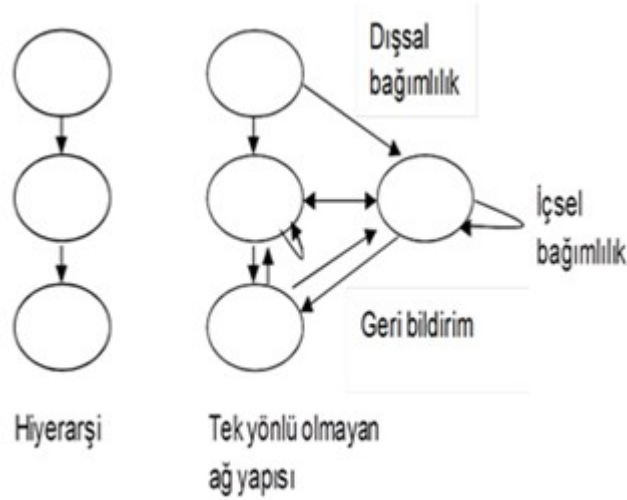 Dışsal
bağımlılık
İçsel
bağımlılık
Geri bildirim
Hiyerarşi
Tek yönlü olmayan
ağ yapısı